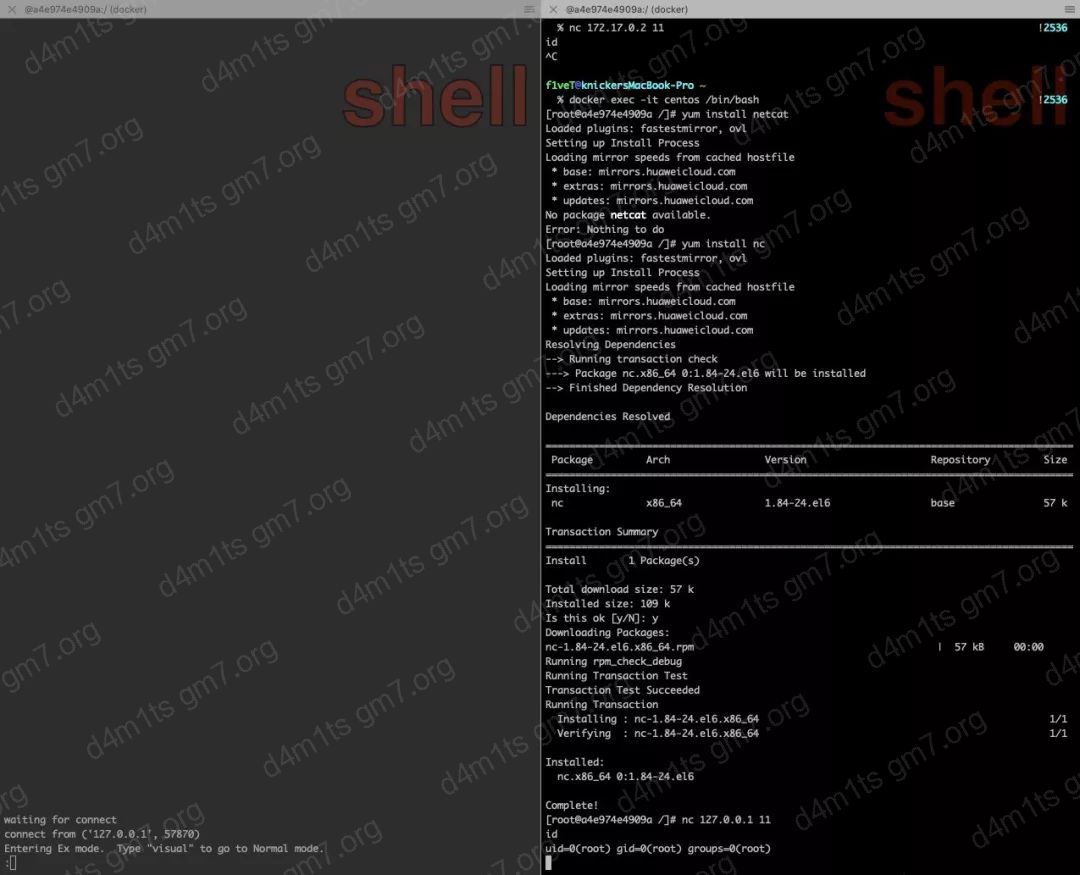 @a4e974e4909a:/ (docker)
shell
waiting for connect
connect from ('127.0.0.1', 57870)
Entering Ex mode.  Type "visual" to go to Normal mode.
:
@a4e974e4909a:/ (docker)
% nc 172.17.0.2 11 !2536
id
^C
shell
f1veT@knickersMacBook-Pro ~
% docker exec -it centos /bin/bash !2536
[root@a4e974e4909a /]# yum install netcat
Loaded plugins: fastestmirror, ovl
Setting up Install Process
Loading mirror speeds from cached hostfile
* base: mirrors.huaweicloud.com
* extras: mirrors.huaweicloud.com
* updates: mirrors.huaweicloud.com
No package netcat available.
Error: Nothing to do
[root@a4e974e4909a /]# yum install nc
Loaded plugins: fastestmirror, ovl
Setting up Install Process
Loading mirror speeds from cached hostfile
* base: mirrors.huaweicloud.com
* extras: mirrors.huaweicloud.com
* updates: mirrors.huaweicloud.com
Resolving Dependencies
--> Running transaction check
---> Package nc.x86_64 0:1.84-24.el6 will be installed
--> Finished Dependency Resolution
Dependencies Resolved
Package Arch Version Repository Size
Installing:
nc x86_64 1.84-24.el6 base 57 k
Transaction Summary
Install 1 Package(s)
Total download size: 57 k
Installed size: 109 k
Is this ok [y/N]: y
Downloading Packages:
nc-1.84-24.el6.x86_64.rpm | 57 kB 00:00
Running rpm_check_debug
Running Transaction Test
Transaction Test Succeeded
Running Transaction
Installing : nc-1.84-24.el6.x86_64 1/1
Verifying  : nc-1.84-24.el6.x86_64 1/1
Installed:
nc.x86_64 0:1.84-24.el6
Complete!
[root@a4e974e4909a /]# nc 127.0.0.1 11
id
uid=0(root) gid=0(root) groups=0(root)
d4m1ts gm7.org